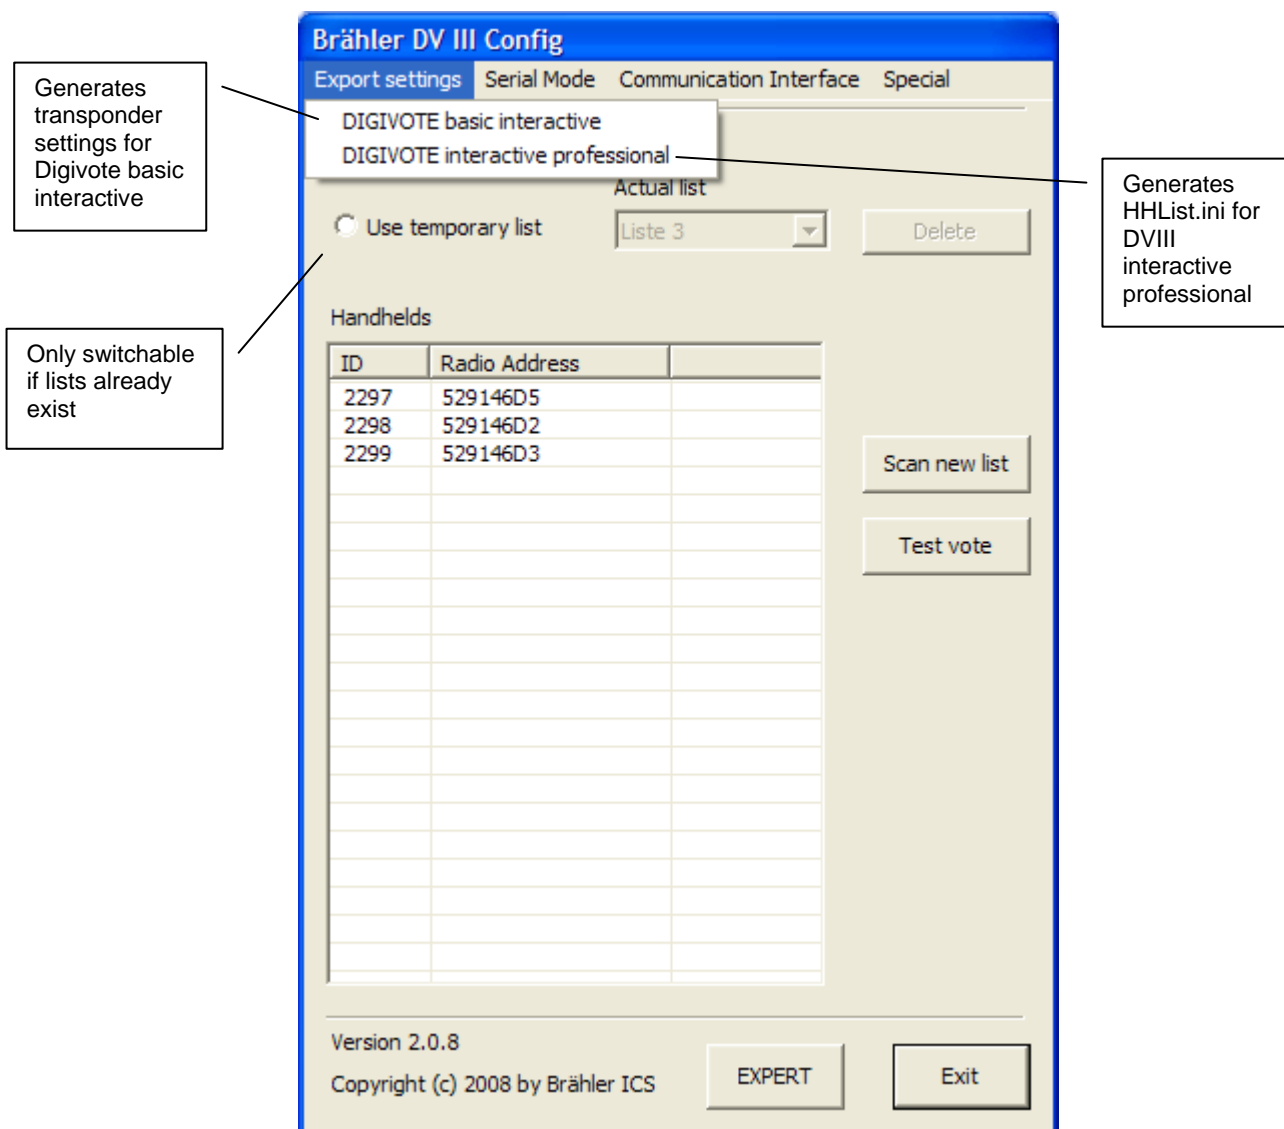 Brähler DV III Config
Export settings Serial Mode Communication Interface Special
Generates
transponder
settings for
Digivote basic
interactive
DIGIVOTE basic interactive
DIGIVOTE interactive professional
Generates
HHList.ini for
DVIII
interactive
professional
Actual list
Use temporary list
Liste 3
Delete
Only switchable
if lists already
exist
Handhelds
ID Radio Address
2297 529146D5
2298 529146D2
2299 529146D3
Scan new list
Test vote
Version 2.0.8
Copyright (c) 2008 by Brähler ICS
EXPERT
Exit